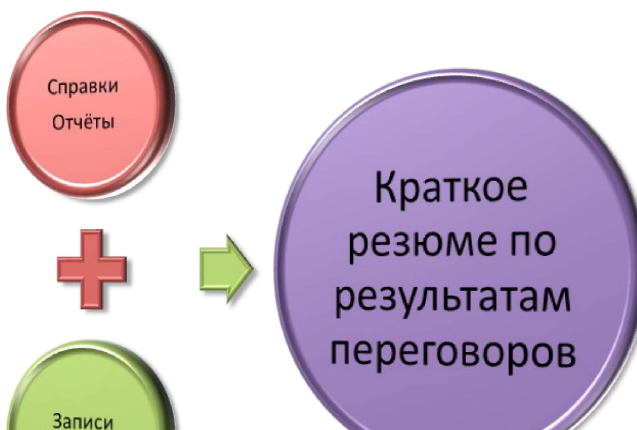 Справки
Отчёты
Краткое
резюме по
результатам
переговоров
Записи